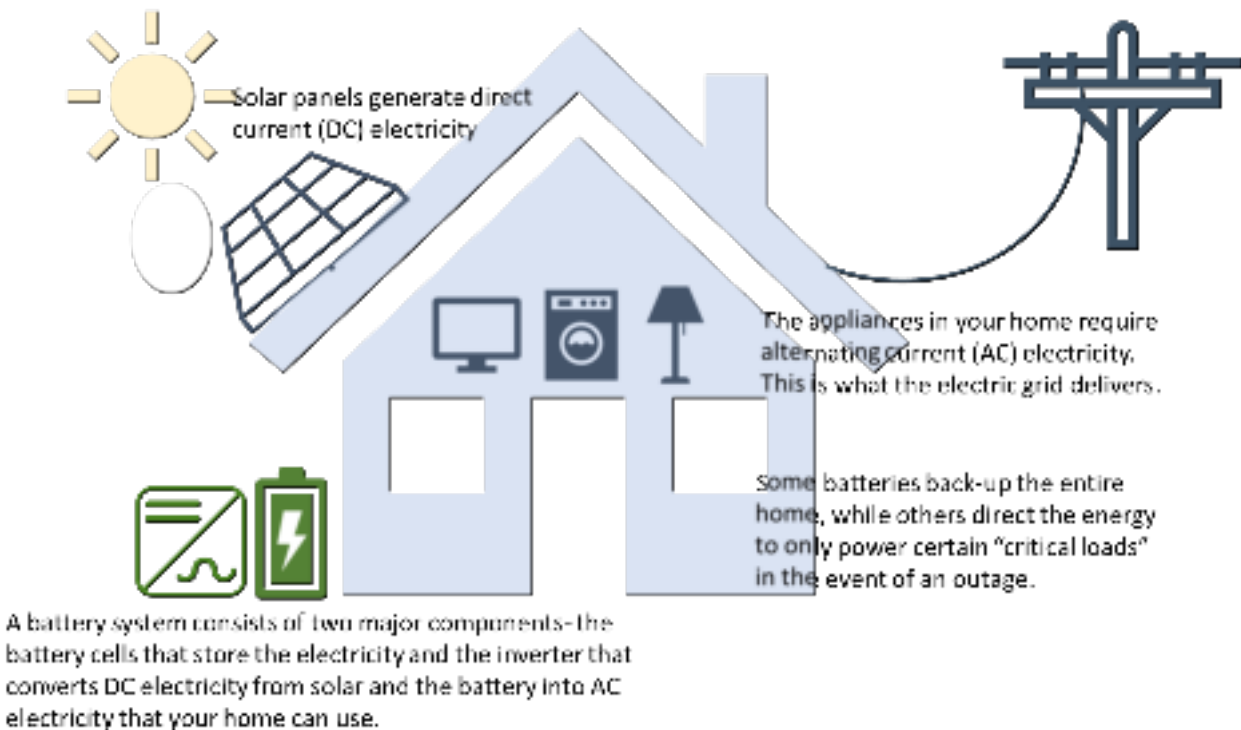 Solar panels generate direct
current (DC) electricity
The appliances in your home require
alternating current (AC) electricity.
This is what the electric grid delivers.
Some batteries back-up the entire
home, while others direct the energy
to only power certain “critical loads”
in the event of an outage.
A battery system consists of two major components-the
battery cells that store the electricity and the inverter that
converts DC electricity from solar and the battery into AC
electricity that your home can use.